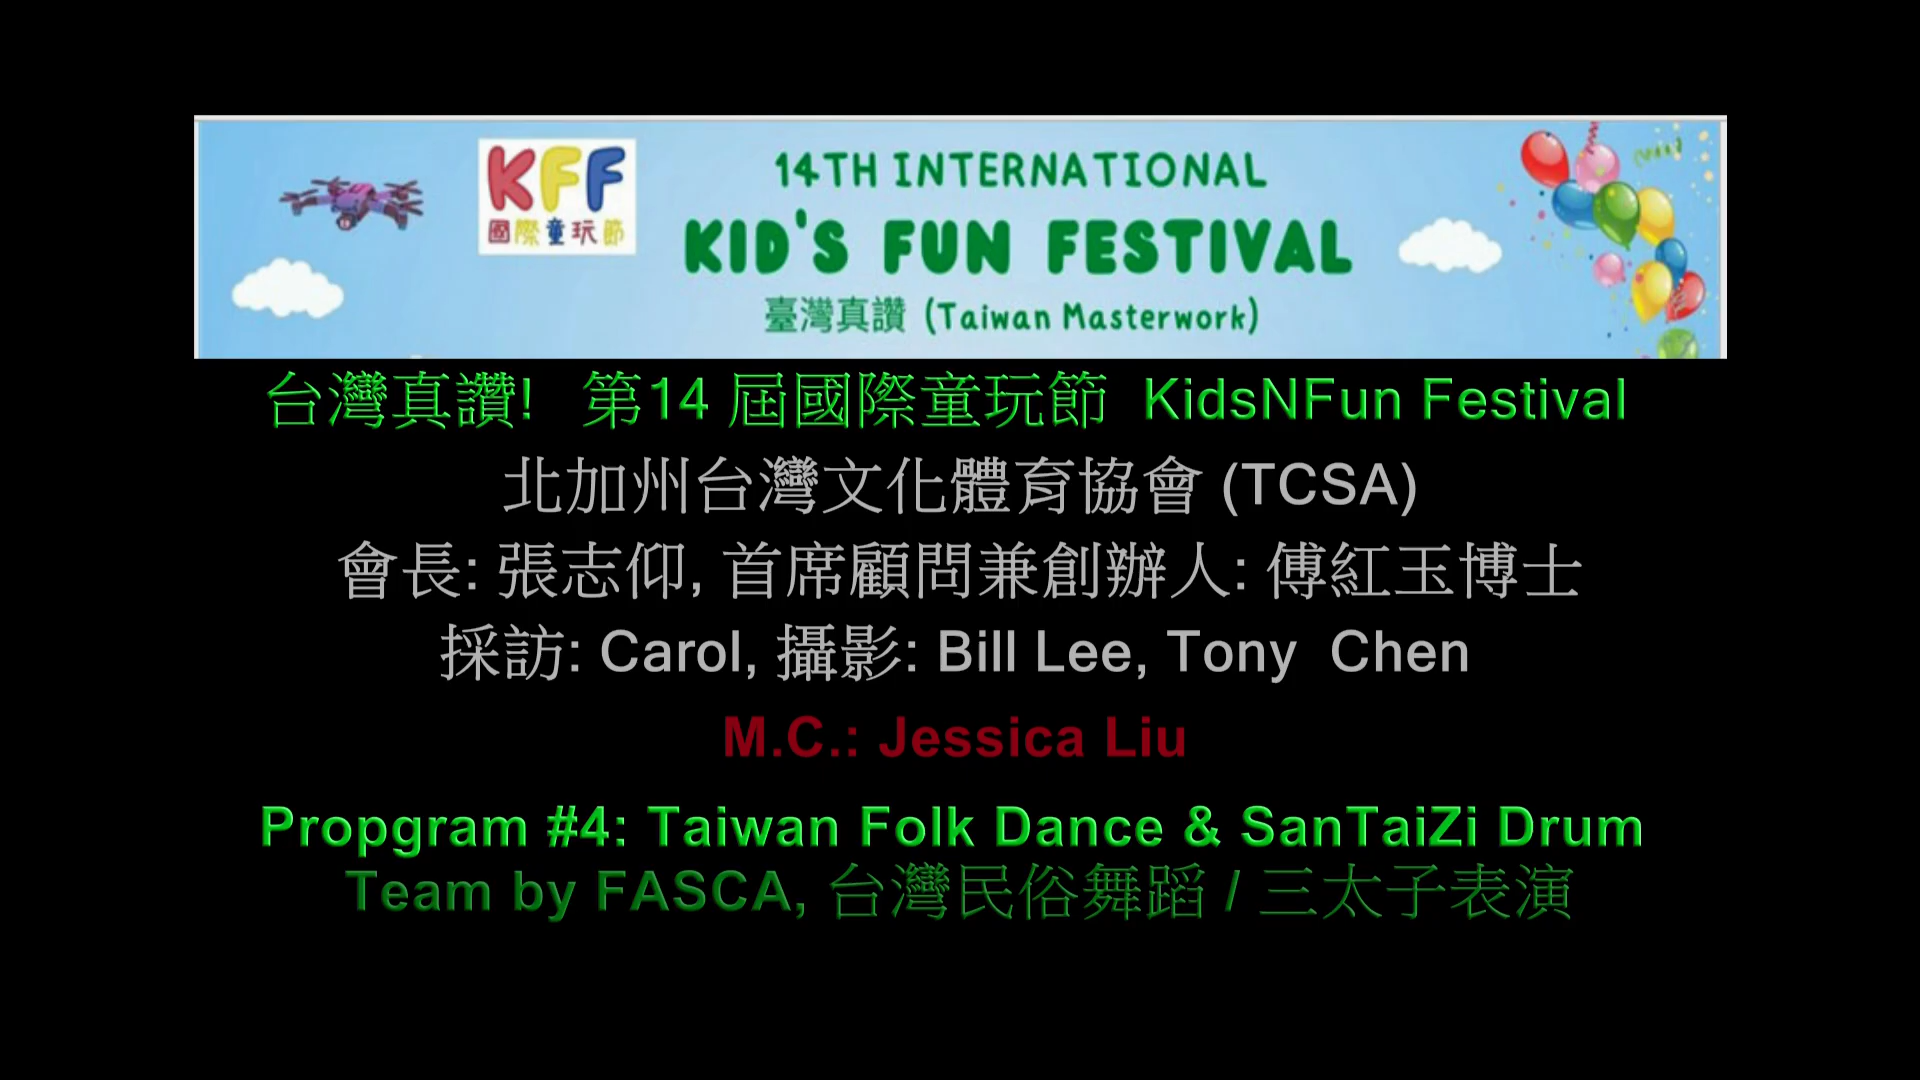 KFF
國際童玩節
14TH INTERNATIONAL
KID'S FUN FESTIVAL
臺灣真讚 (Taiwan Masterwork)
台灣真讚! 第14 屆國際童玩節 KidsNFun Festival
北加州台灣文化體育協會 (TCSA)
會長: 張志仰, 首席顧問兼創辦人: 傅紅玉博士
採訪: Carol, 攝影: Bill Lee, Tony Chen
M.C.: Jessica Liu
Propgram #4: Taiwan Folk Dance & SanTaiZi Drum
Team by FASCA, 台灣民俗舞蹈 / 三太子表演